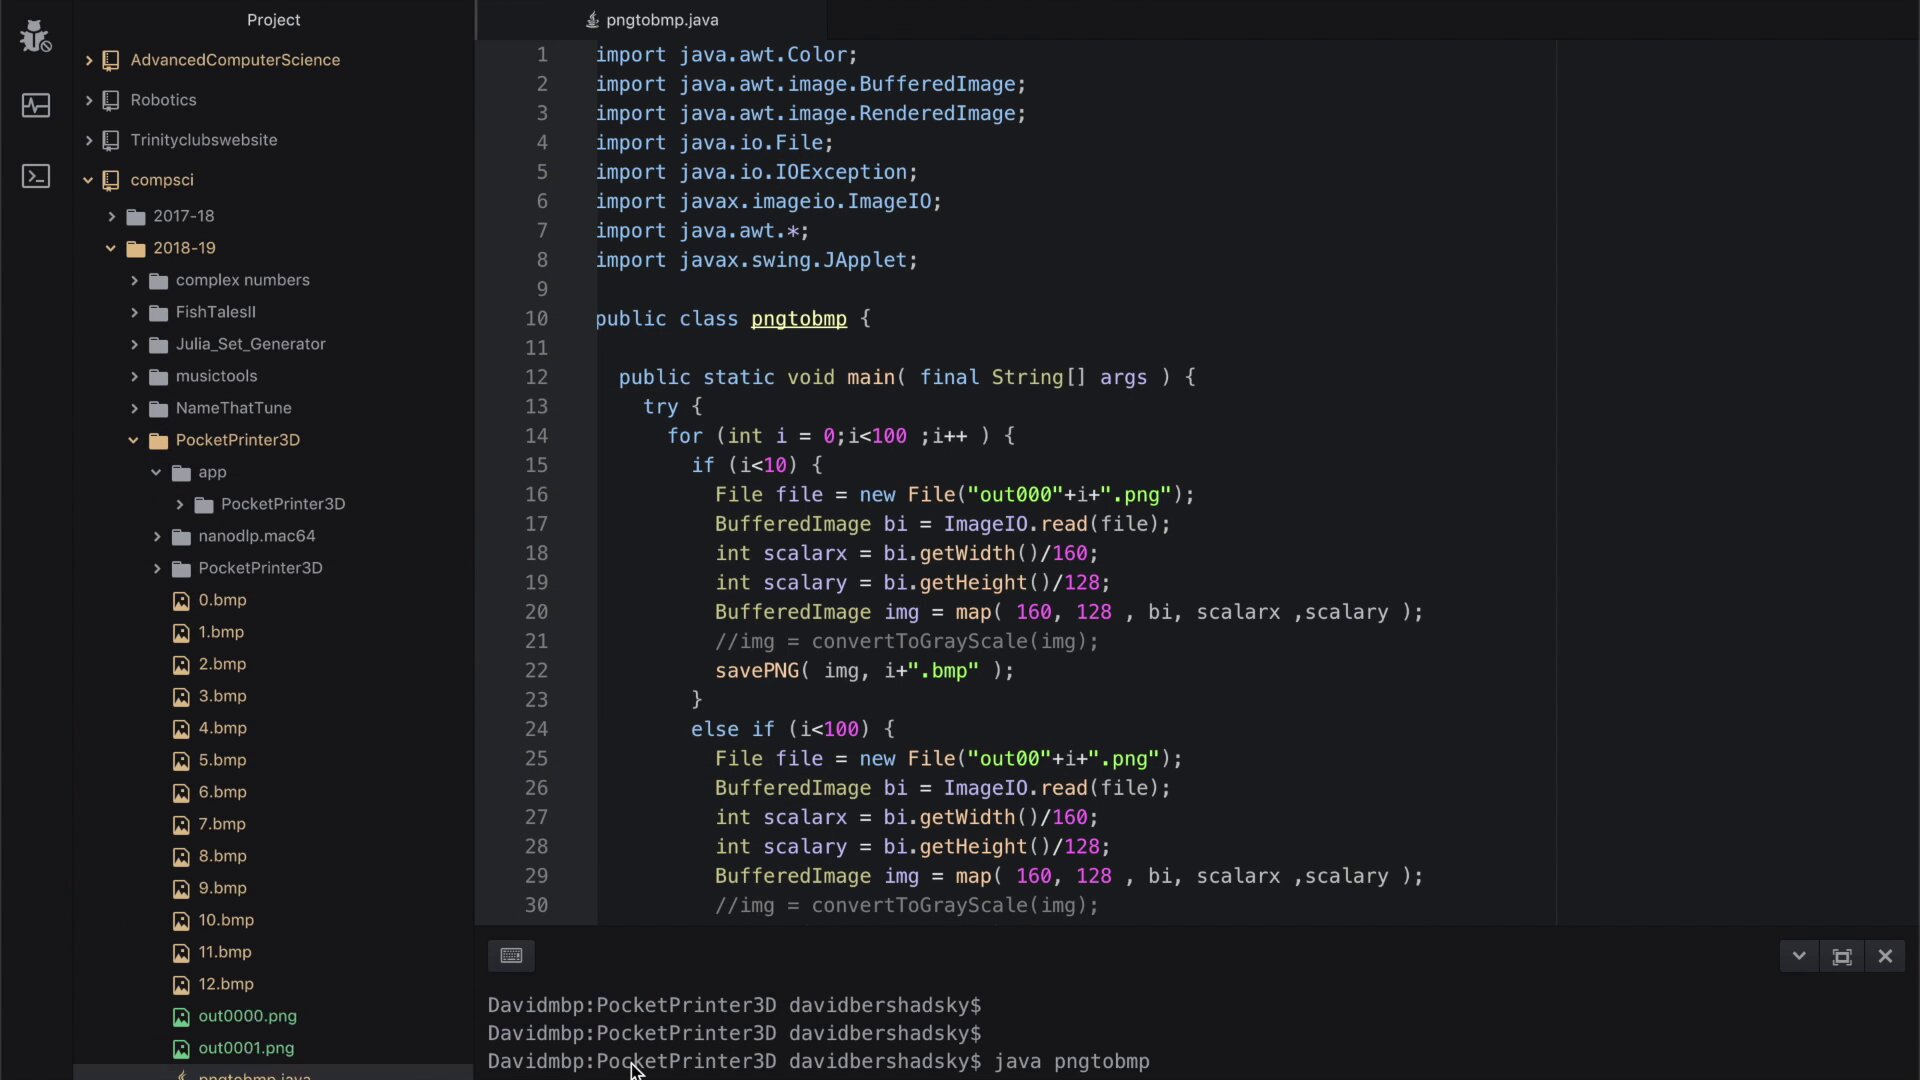 Project
AdvancedComputerScience
Robotics
Trinityclubswebsite
compsci
2017-18
2018-19
complex numbers
FishTalesII
Julia_Set_Generator
musictools
NameThatTune
PocketPrinter3D
app
PocketPrinter3D
nanodlp.mac64
PocketPrinter3D
0.bmp
1.bmp
2.bmp
3.bmp
4.bmp
5.bmp
6.bmp
7.bmp
8.bmp
9.bmp
10.bmp
11.bmp
12.bmp
out0000.png
out0001.png
pngtobmp.java
pngtobmp.java
1 import java.awt.Color;
2 import java.awt.image.BufferedImage;
3 import java.awt.image.RenderedImage;
4 import java.io.File;
5 import java.io.IOException;
6 import javax.imageio.ImageIO;
7 import java.awt.*;
8 import javax.swing.JApplet;
9
10 public class pngtobmp {
11
12 public static void main( final String[] args ) {
13 try {
14 for (int i = 0;i<100 ;i++ ) {
15 if (i<10) {
16 File file = new File("out000"+i+".png");
17 BufferedImage bi = ImageIO.read(file);
18 int scalarx = bi.getWidth()/160;
19 int scalary = bi.getHeight()/128;
20 BufferedImage img = map( 160, 128 , bi, scalarx ,scalary );
21 //img = convertToGrayScale(img);
22 savePNG( img, i+".bmp" );
23 }
24 else if (i<100) {
25 File file = new File("out00"+i+".png");
26 BufferedImage bi = ImageIO.read(file);
27 int scalarx = bi.getWidth()/160;
28 int scalary = bi.getHeight()/128;
29 BufferedImage img = map( 160, 128 , bi, scalarx ,scalary );
30 //img = convertToGrayScale(img);
Davidmbp:PocketPrinter3D davidbershadsky$
Davidmbp:PocketPrinter3D davidbershadsky$
Davidmbp:PocketPrinter3D davidbershadsky$ java pngtobmp